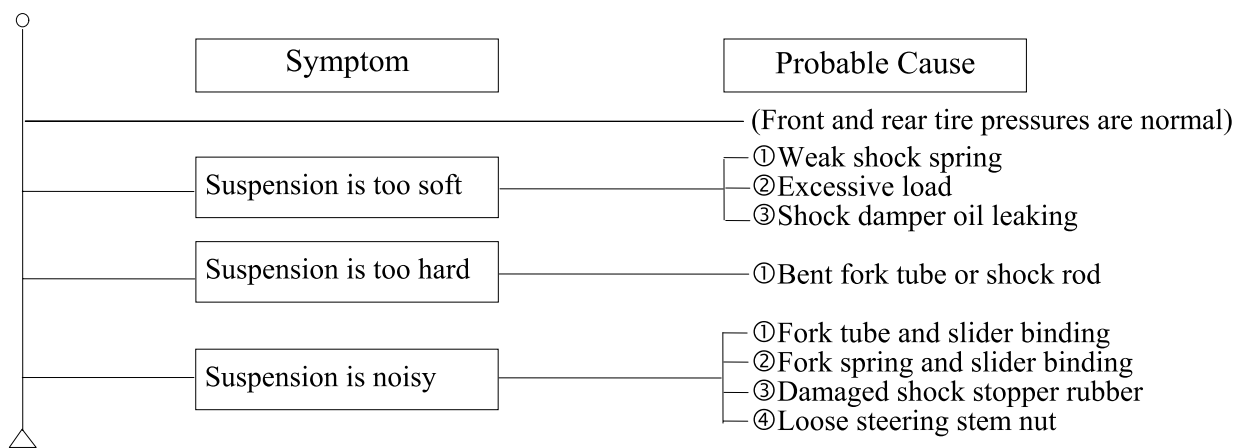 Symptom
Probable Cause
(Front and rear tire pressures are normal)
Suspension is too soft
①Weak shock spring
②Excessive load
③Shock damper oil leaking
Suspension is too hard
①Bent fork tube or shock rod
Suspension is noisy
①Fork tube and slider binding
②Fork spring and slider binding
③Damaged shock stopper rubber
④Loose steering stem nut